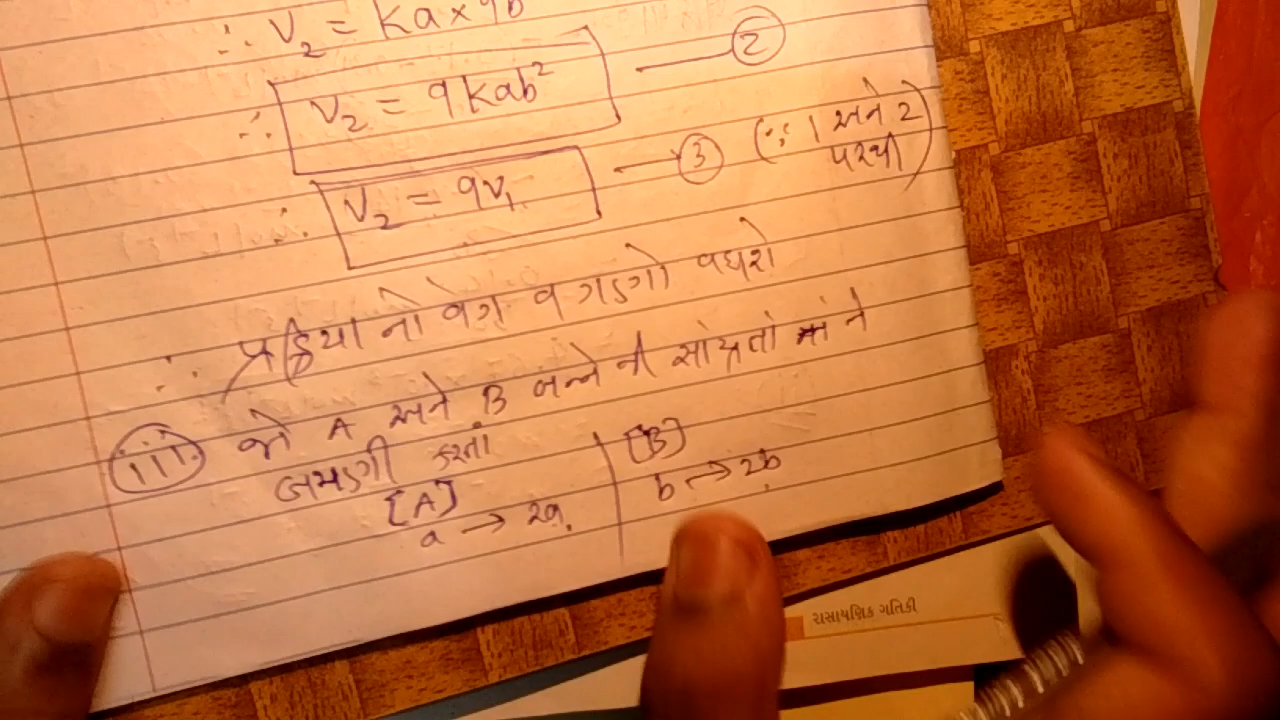 ∴ V₂ = Ka × 9b
∴ V₂ = 9Kab² —— ②
∴ V₂ = 9V₁ —→ ③ (∵ 1 અને 2 પરથી)
∴ પ્રક્રિયા નો વેગ 9 ગડગો વધશે
(iii) જો A અને B બન્ને ની સાંદ્રતા ને
બમણી કરતાં
[A] | [B]
a → 2a | b → 2b
રાસાયણિક ગતિકી